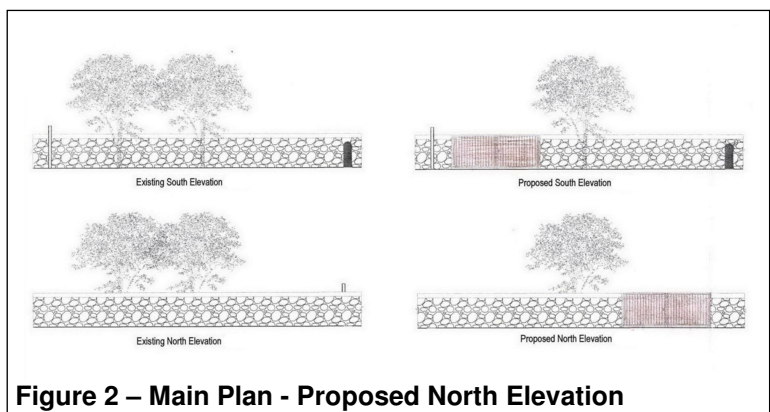 Existing South Elevation
Proposed South Elevation
Existing North Elevation
Proposed North Elevation
Figure 2 – Main Plan - Proposed North Elevation